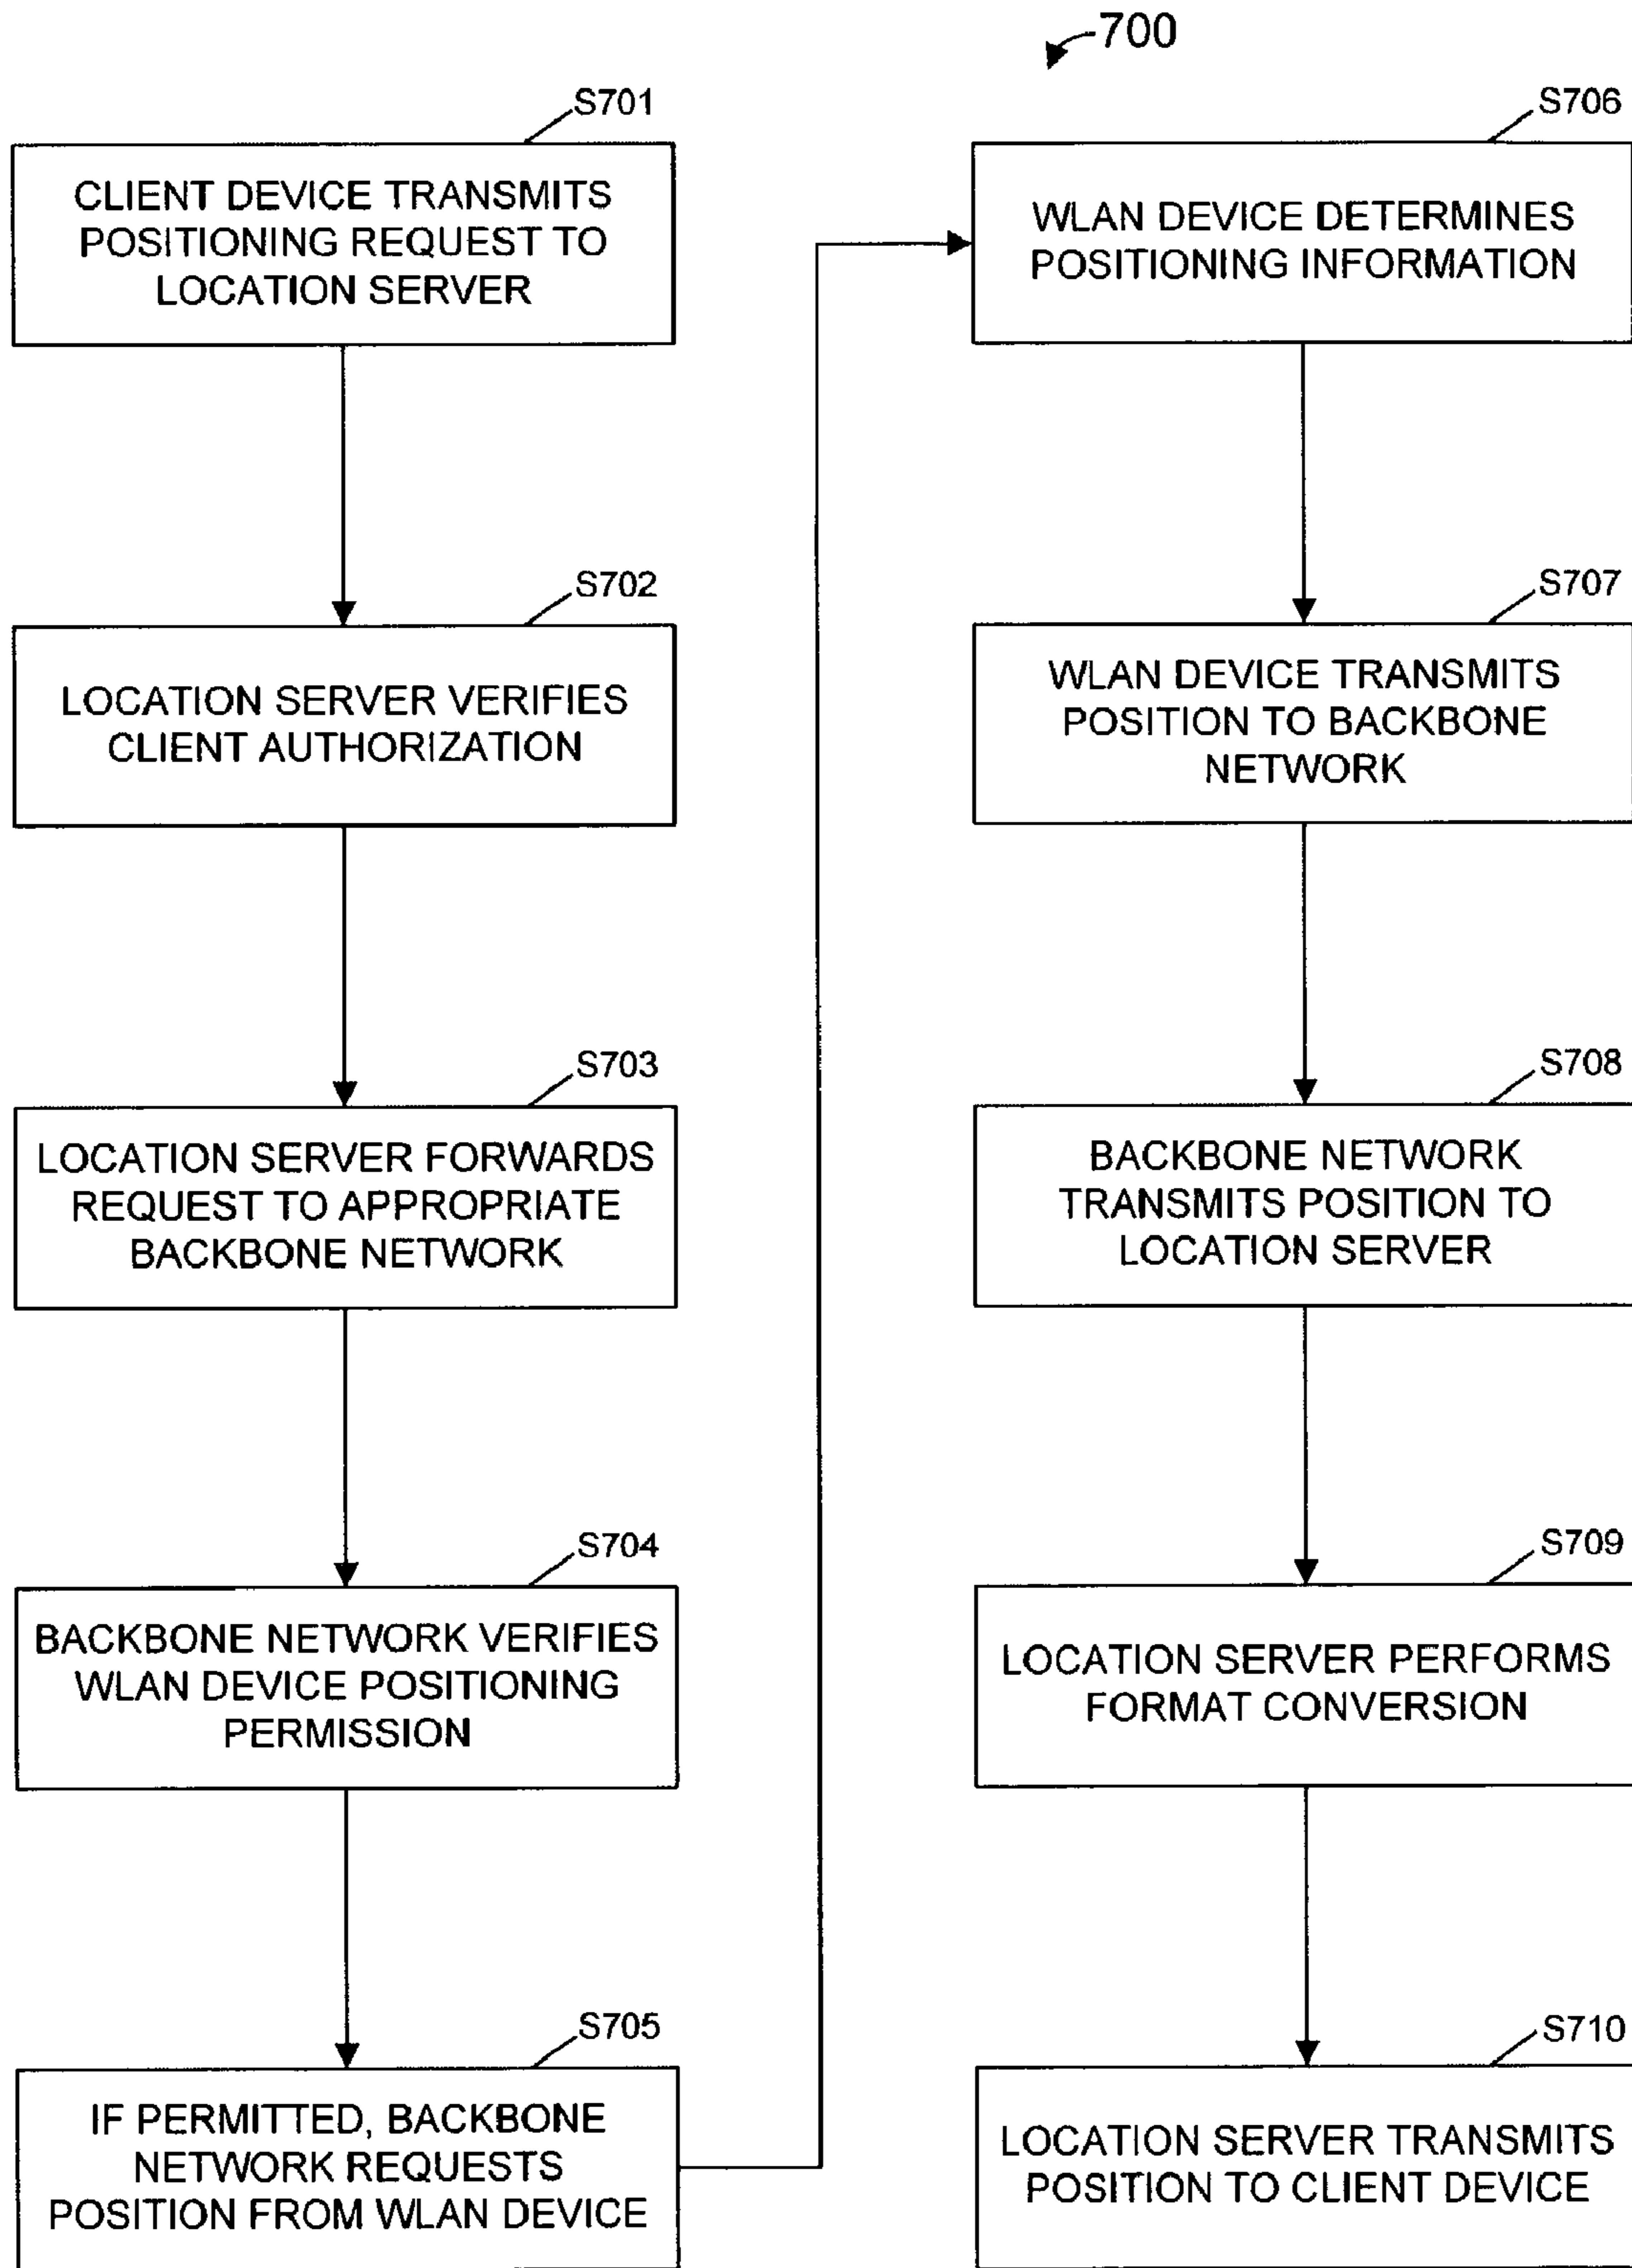 700
S701
CLIENT DEVICE TRANSMITS
POSITIONING REQUEST TO
LOCATION SERVER
S702
LOCATION SERVER VERIFIES
CLIENT AUTHORIZATION
S703
LOCATION SERVER FORWARDS
REQUEST TO APPROPRIATE
BACKBONE NETWORK
S704
BACKBONE NETWORK VERIFIES
WLAN DEVICE POSITIONING
PERMISSION
S705
IF PERMITTED, BACKBONE
NETWORK REQUESTS
POSITION FROM WLAN DEVICE
S706
WLAN DEVICE DETERMINES
POSITIONING INFORMATION
S707
WLAN DEVICE TRANSMITS
POSITION TO BACKBONE
NETWORK
S708
BACKBONE NETWORK
TRANSMITS POSITION TO
LOCATION SERVER
S709
LOCATION SERVER PERFORMS
FORMAT CONVERSION
S710
LOCATION SERVER TRANSMITS
POSITION TO CLIENT DEVICE